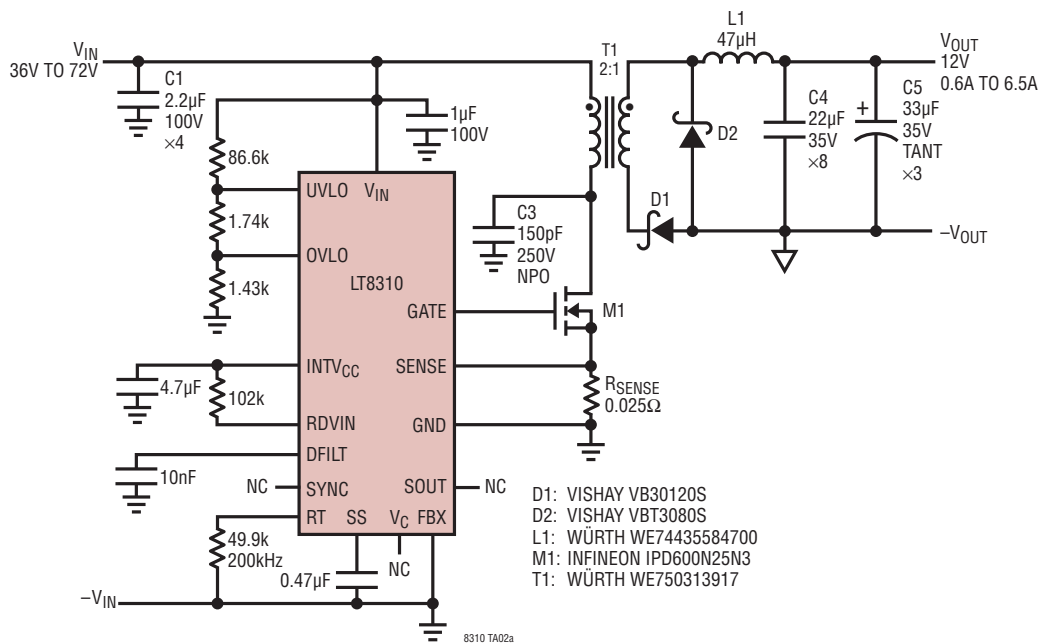 VIN
36V TO 72V
C1
2.2µF
100V
×4
1µF
100V
T1
2:1
L1
47µH
VOUT
12V
0.6A TO 6.5A
D2
C4
22µF
35V
×8
+
C5
33µF
35V
TANT
×3
D1
–VOUT
86.6k
1.74k
1.43k
UVLO
VIN
OVLO
LT8310
GATE
C3
150pF
250V
NPO
M1
INTVCC
SENSE
4.7µF
102k
RDVIN
GND
RSENSE
0.025Ω
DFILT
10nF
NC
SYNC
SOUT
NC
RT
SS
VC
FBX
49.9k
200kHz
0.47µF
NC
–VIN
D1: VISHAY VB30120S
D2: VISHAY VBT3080S
L1: WÜRTH WE74435584700
M1: INFINEON IPD600N25N3
T1: WÜRTH WE750313917
8310 TA02a